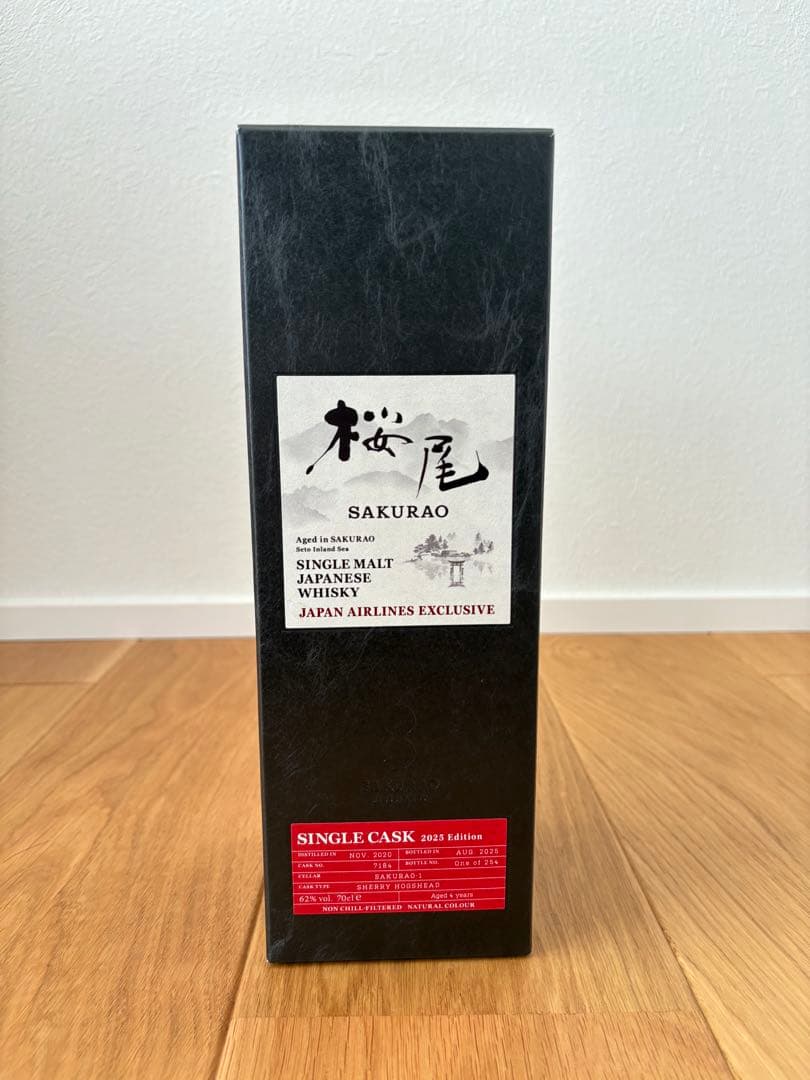 桜尾
SAKURAO
Aged in SAKURAO
Seto Inland Sea
SINGLE MALT
JAPANESE
WHISKY
JAPAN AIRLINES EXCLUSIVE
SAKURAO
SINGLE CASK 2025 Edition
DISTILLED IN NOV. 2020 BOTTLED IN AUG 2025
CASK NO. 7184 BOTTLE NO. One of 254
CELLAR SAKURAO-1
CASK TYPE SHERRY HOGSHEAD
62% vol. 70cl e Aged 4 years
NON CHILL-FILTERED NATURAL COLOUR